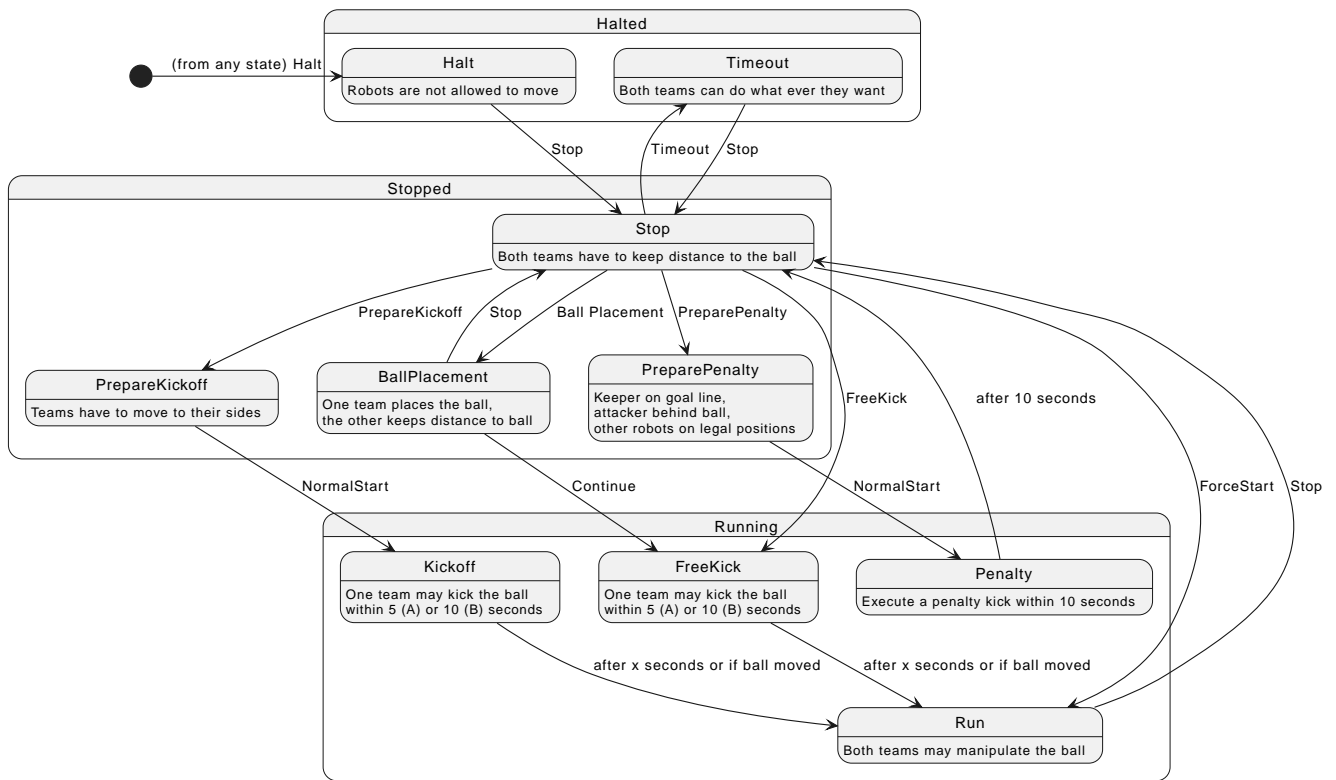 Halted
Halt
Robots are not allowed to move
Timeout
Both teams can do what ever they want
(from any state) Halt
Stop
Timeout
Stop
Stopped
Stop
Both teams have to keep distance to the ball
PrepareKickoff
Stop
Ball Placement
PreparePenalty
PrepareKickoff
Teams have to move to their sides
BallPlacement
One team places the ball,
the other keeps distance to ball
PreparePenalty
Keeper on goal line,
attacker behind ball,
other robots on legal positions
FreeKick
after 10 seconds
NormalStart
Continue
NormalStart
ForceStart
Stop
Running
Kickoff
One team may kick the ball
within 5 (A) or 10 (B) seconds
FreeKick
One team may kick the ball
within 5 (A) or 10 (B) seconds
Penalty
Execute a penalty kick within 10 seconds
after x seconds or if ball moved
after x seconds or if ball moved
Run
Both teams may manipulate the ball